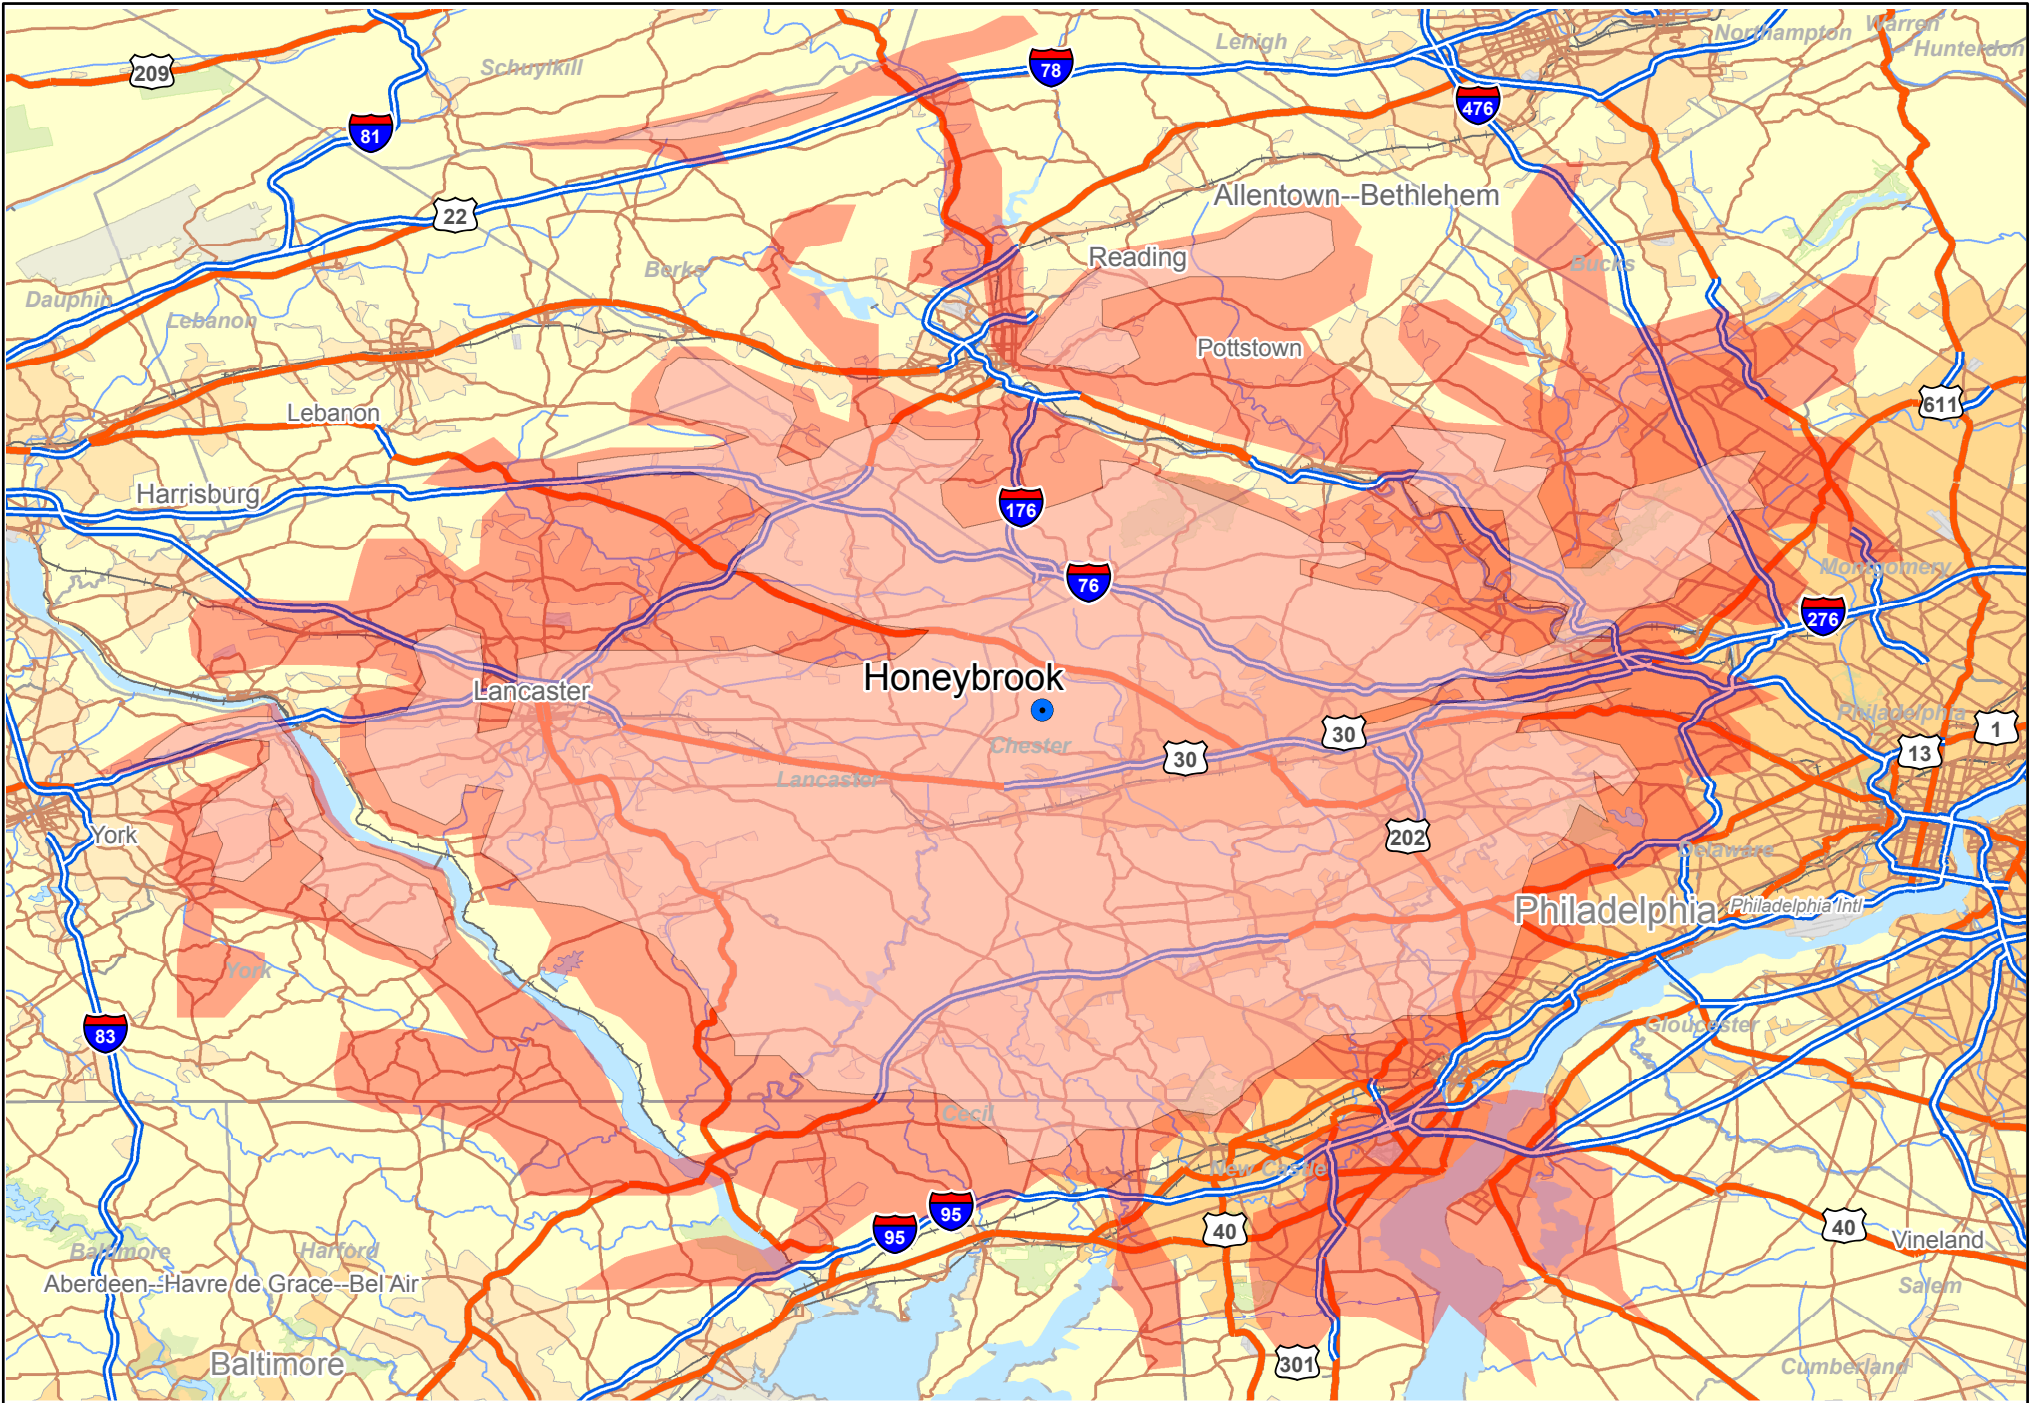 Warren
Northampton
Hunterdon
Lehigh
Schuylkill
209
78
476
81
Allentown--Bethlehem
22
Reading
Bucks
Berks
Dauphin
Lebanon
Pottstown
611
Lebanon
Harrisburg
176
Montgomery
76
276
Honeybrook
Lancaster
Philadelphia
1
30
13
Chester
30
Lancaster
York
202
Delaware
Philadelphia
Philadelphia Intl
York
83
Gloucester
Cecil
New Castle
95
95
40
40
Vineland
Baltimore
Harford
Aberdeen--Havre de Grace--Bel Air
Salem
Baltimore
301
Cumberland